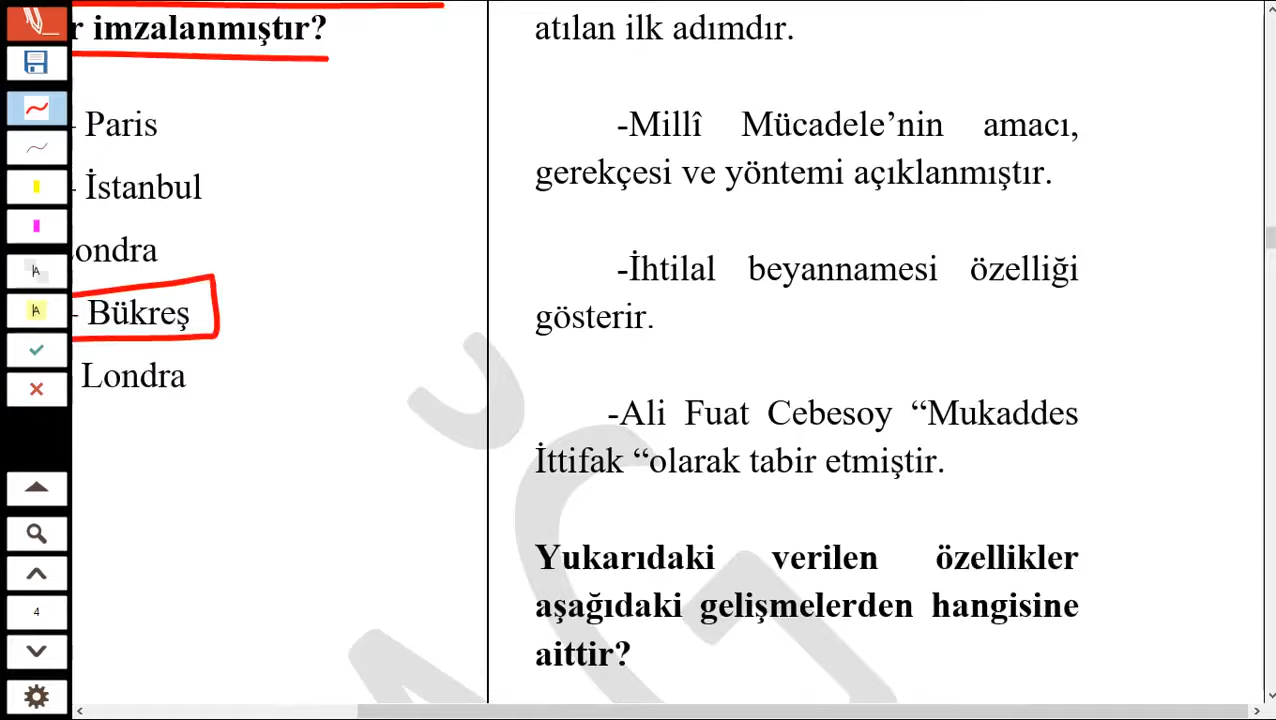 r imzalanmıştır?
- Paris
- İstanbul
ondra
- Bükreş
Londra
atılan ilk adımdır.
-Millî Mücadele’nin amacı,
gerekçesi ve yöntemi açıklanmıştır.
-İhtilal beyannamesi özelliği
gösterir.
-Ali Fuat Cebesoy “Mukaddes
İttifak “olarak tabir etmiştir.
Yukarıdaki verilen özellikler
aşağıdaki gelişmelerden hangisine
aittir?
4